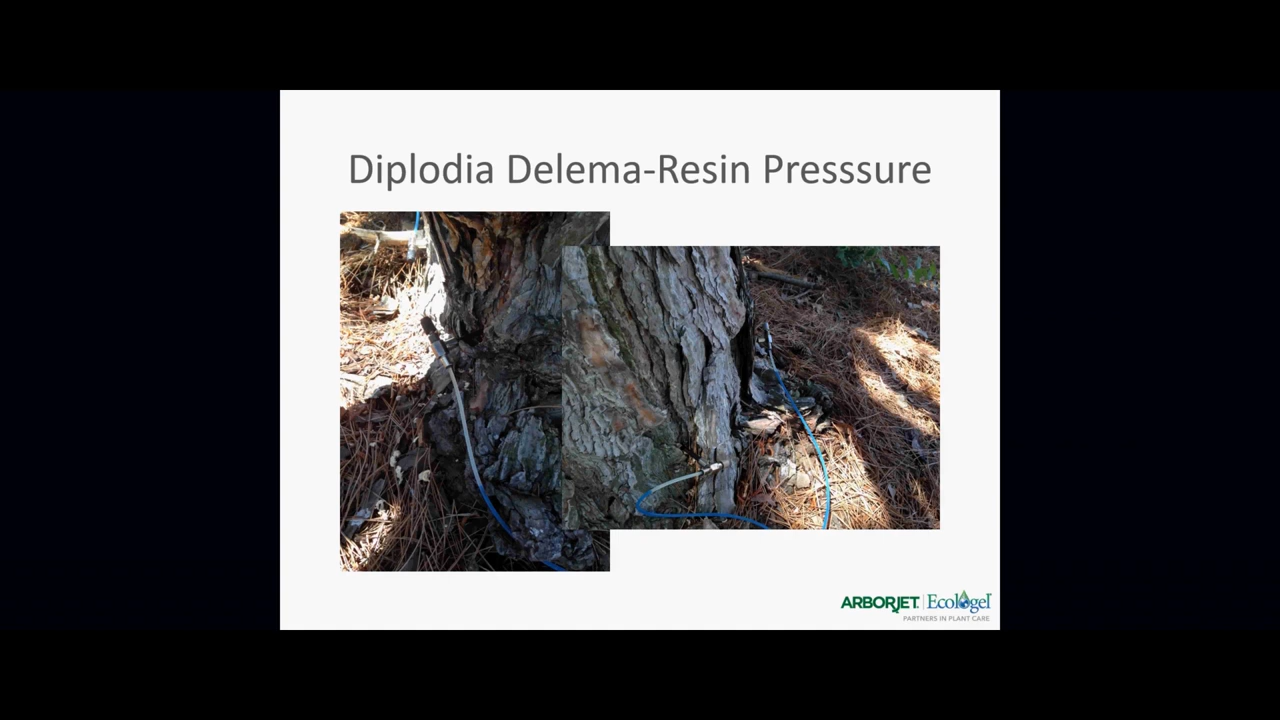 Diplodia Delema-Resin Presssure
ARBORJET | Ecologel
PARTNERS IN PLANT CARE